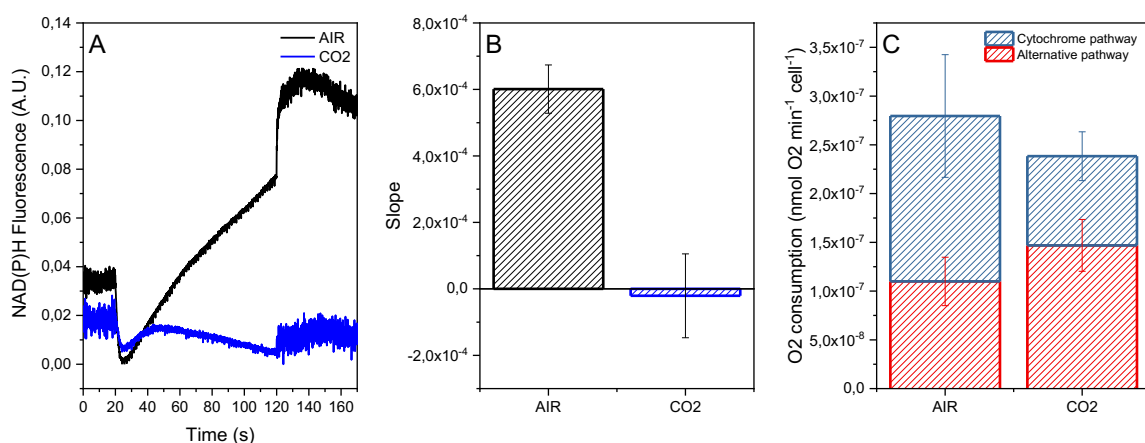 A
AIR
CO2
0,14
0,12
0,10
0,08
0,06
0,04
0,02
0,00
NAD(P)H Fluorescence (A.U.)
0 20 40 60 80 100 120 140 160
Time (s)
B
8,0x10⁻⁴
6,0x10⁻⁴
4,0x10⁻⁴
2,0x10⁻⁴
0,0
-2,0x10⁻⁴
Slope
AIR CO2
C
Cytochrome pathway
Alternative pathway
3,5x10⁻⁷
3,0x10⁻⁷
2,5x10⁻⁷
2,0x10⁻⁷
1,5x10⁻⁷
1,0x10⁻⁷
5,0x10⁻⁸
0,0
O2 consumption (nmol O2 min⁻¹ cell⁻¹)
AIR CO2